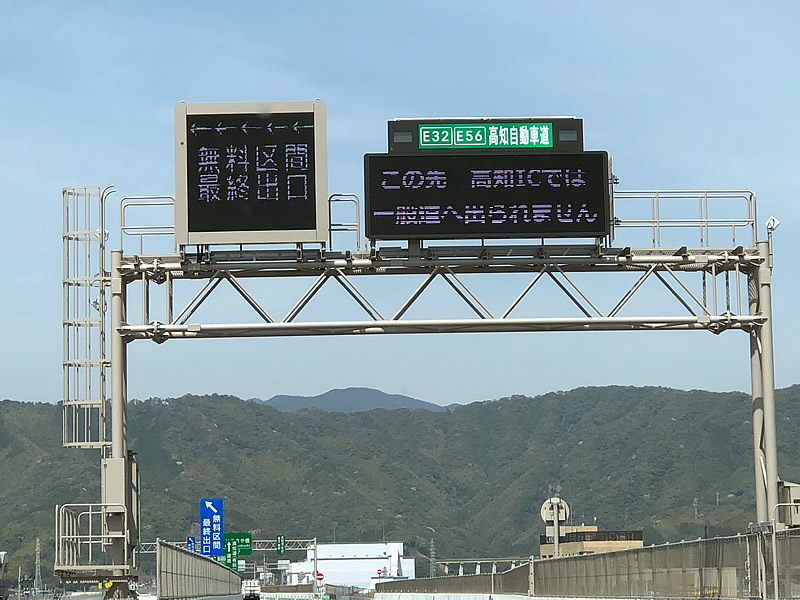 ←←←←←
無料区間
最終出口
E32 E56 高知自動車道
この先 高知ICでは
一般道へ出られません
無料区間
最終出口